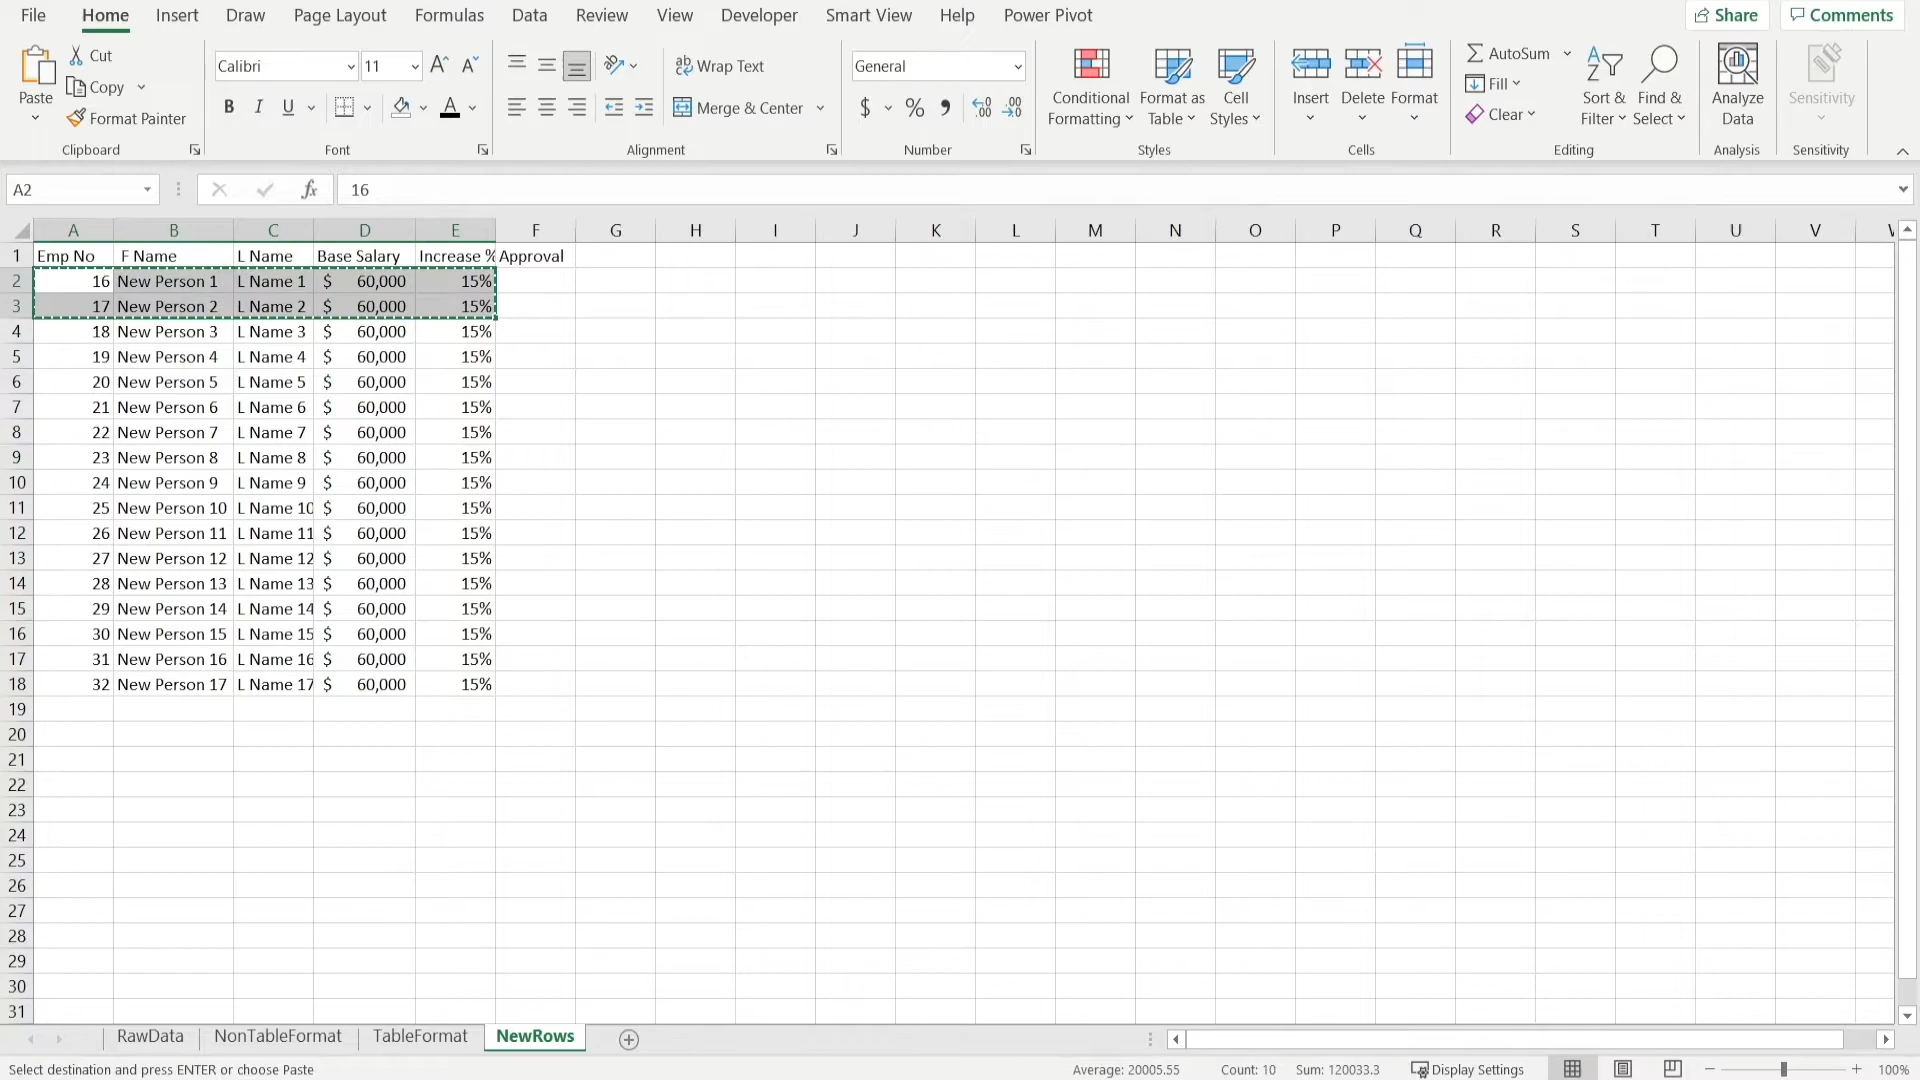 File Home Insert Draw Page Layout Formulas Data Review View Developer Smart View Help Power Pivot Share Comments
Paste Cut Copy Format Painter Clipboard
Calibri 11 B I U A Font
ab Wrap Text Merge & Center Alignment
General $ % , Number
Conditional Formatting Format as Table Cell Styles Styles
Insert Delete Format Cells
AutoSum Fill Clear Sort & Filter Find & Select Editing
Analyze Data Analysis
Sensitivity Sensitivity
A2 fx 16
A B C D E F G H I J K L M N O P Q R S T U V
1 Emp No F Name L Name Base Salary Increase % Approval
2 16 New Person 1 L Name 1 $ 60,000 15%
3 17 New Person 2 L Name 2 $ 60,000 15%
4 18 New Person 3 L Name 3 $ 60,000 15%
5 19 New Person 4 L Name 4 $ 60,000 15%
6 20 New Person 5 L Name 5 $ 60,000 15%
7 21 New Person 6 L Name 6 $ 60,000 15%
8 22 New Person 7 L Name 7 $ 60,000 15%
9 23 New Person 8 L Name 8 $ 60,000 15%
10 24 New Person 9 L Name 9 $ 60,000 15%
11 25 New Person 10 L Name 10 $ 60,000 15%
12 26 New Person 11 L Name 11 $ 60,000 15%
13 27 New Person 12 L Name 12 $ 60,000 15%
14 28 New Person 13 L Name 13 $ 60,000 15%
15 29 New Person 14 L Name 14 $ 60,000 15%
16 30 New Person 15 L Name 15 $ 60,000 15%
17 31 New Person 16 L Name 16 $ 60,000 15%
18 32 New Person 17 L Name 17 $ 60,000 15%
19
20
21
22
23
24
25
26
27
28
29
30
31
RawData NonTableFormat TableFormat NewRows
Select destination and press ENTER or choose Paste Average: 20005.55 Count: 10 Sum: 120033.3 Display Settings 100%